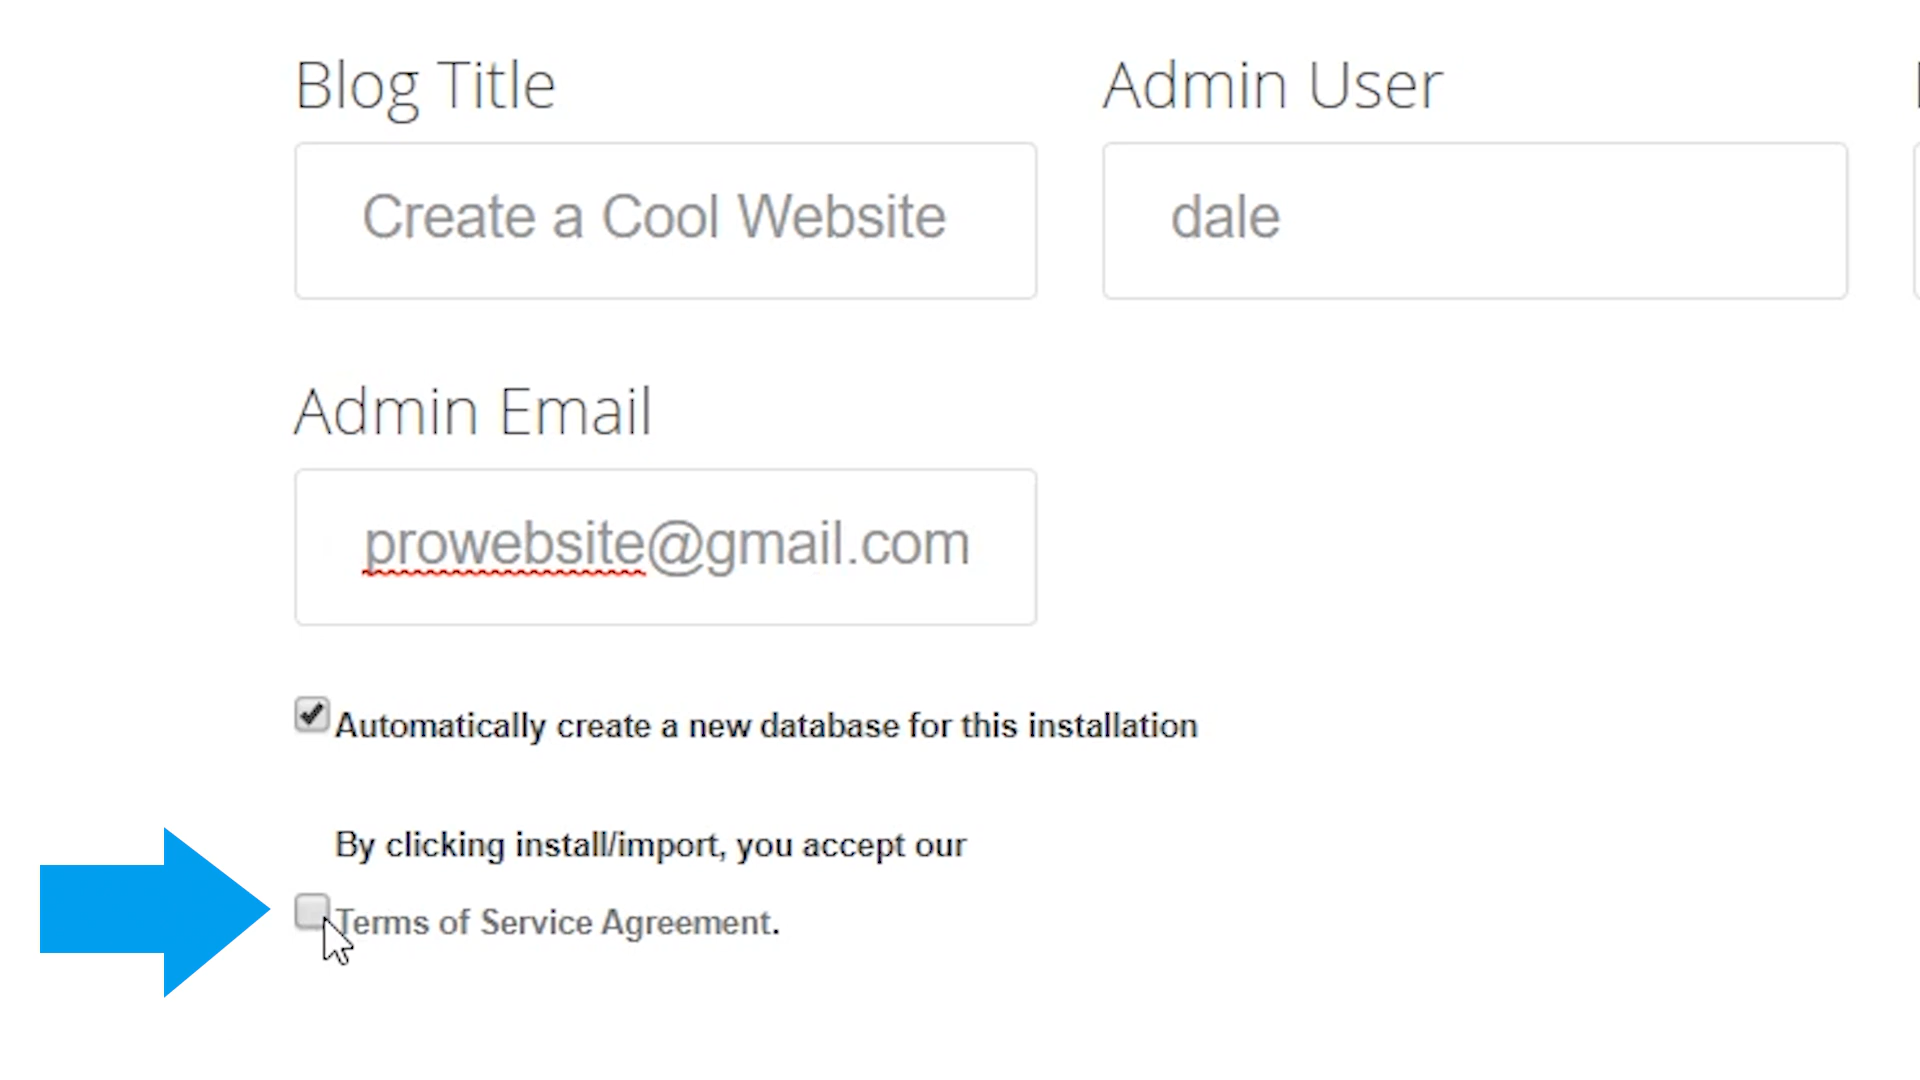 Blog Title
Admin User
Create a Cool Website
dale
Admin Email
prowebsite@gmail.com
Automatically create a new database for this installation
By clicking install/import, you accept our
Terms of Service Agreement.